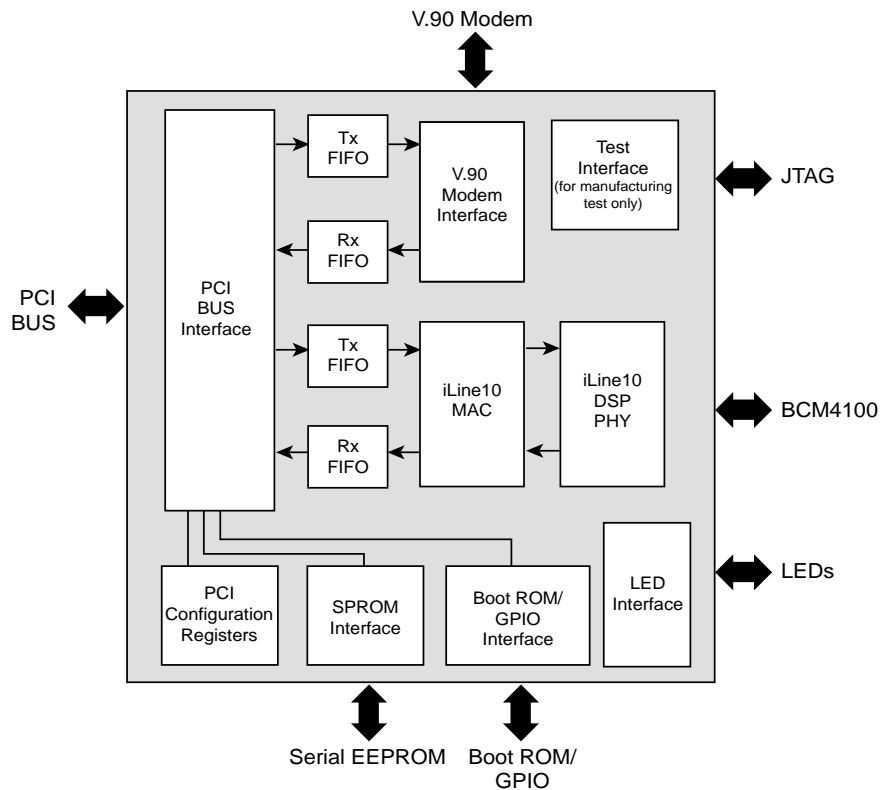 V.90 Modem
Tx
FIFO
V.90
Modem
Interface
Test
Interface
(for manufacturing
test only)
JTAG
Rx
FIFO
PCI
BUS
PCI
BUS
Interface
Tx
FIFO
iLine10
MAC
iLine10
DSP
PHY
BCM4100
Rx
FIFO
PCI
Configuration
Registers
SPROM
Interface
Boot ROM/
GPIO
Interface
LED
Interface
LEDs
Serial EEPROM
Boot ROM/
GPIO